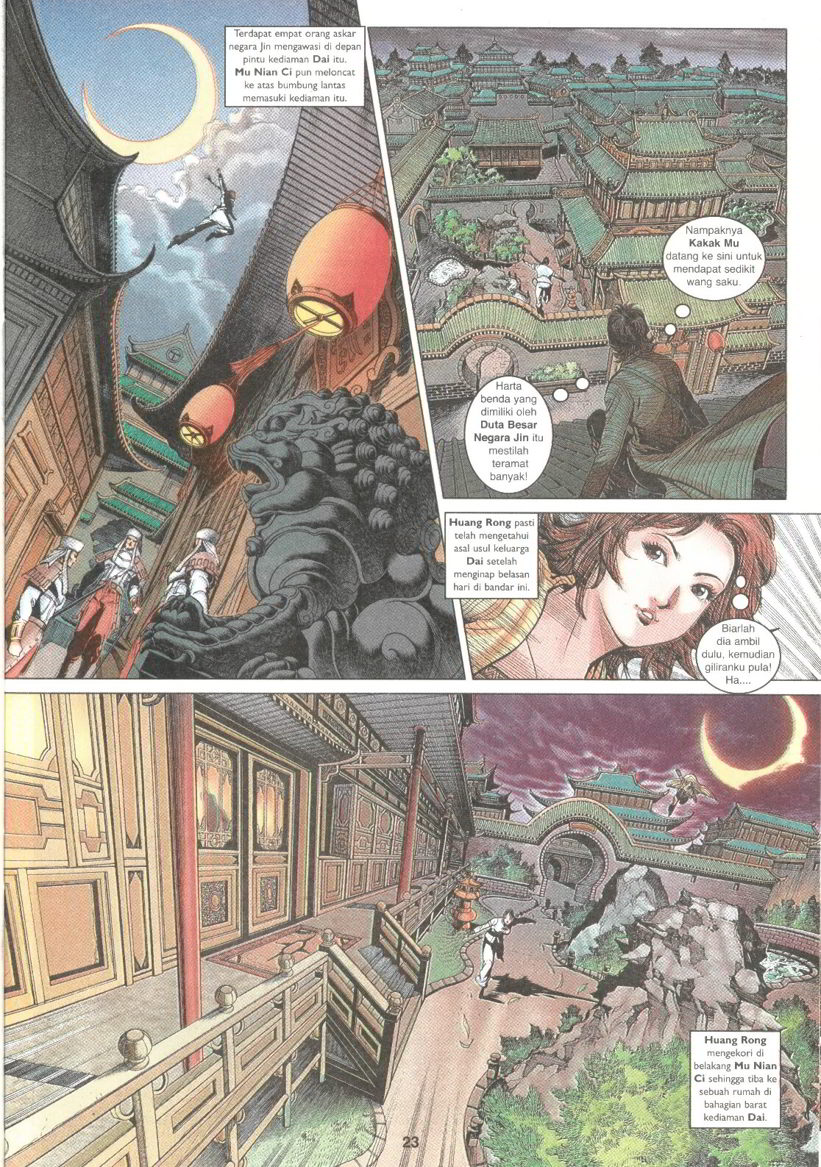 Terdapat empat orang askar
negara Jin mengawasi di depan
pintu kediaman Dai itu.
Mu Nian Ci pun meloncat
ke atas bumbung lantas
memasuki kediaman itu.
Nampaknya
Kakak Mu
datang ke sini untuk
mendapat sedikit
wang saku.
Harta
benda yang
dimiliki oleh
Duta Besar
Negara Jin itu
mestilah
teramat
banyak!
Huang Rong pasti
telah mengetahui
asal usul keluarga
Dai setelah
menginap belasan
hari di bandar ini.
Biarlah
dia ambil
dulu, kemudian
giliranku pula!
Ha....
Huang Rong
mengekori di
belakang Mu Nian
Ci sehingga tiba ke
sebuah rumah di
bahagian barat
kediaman Dai.
23